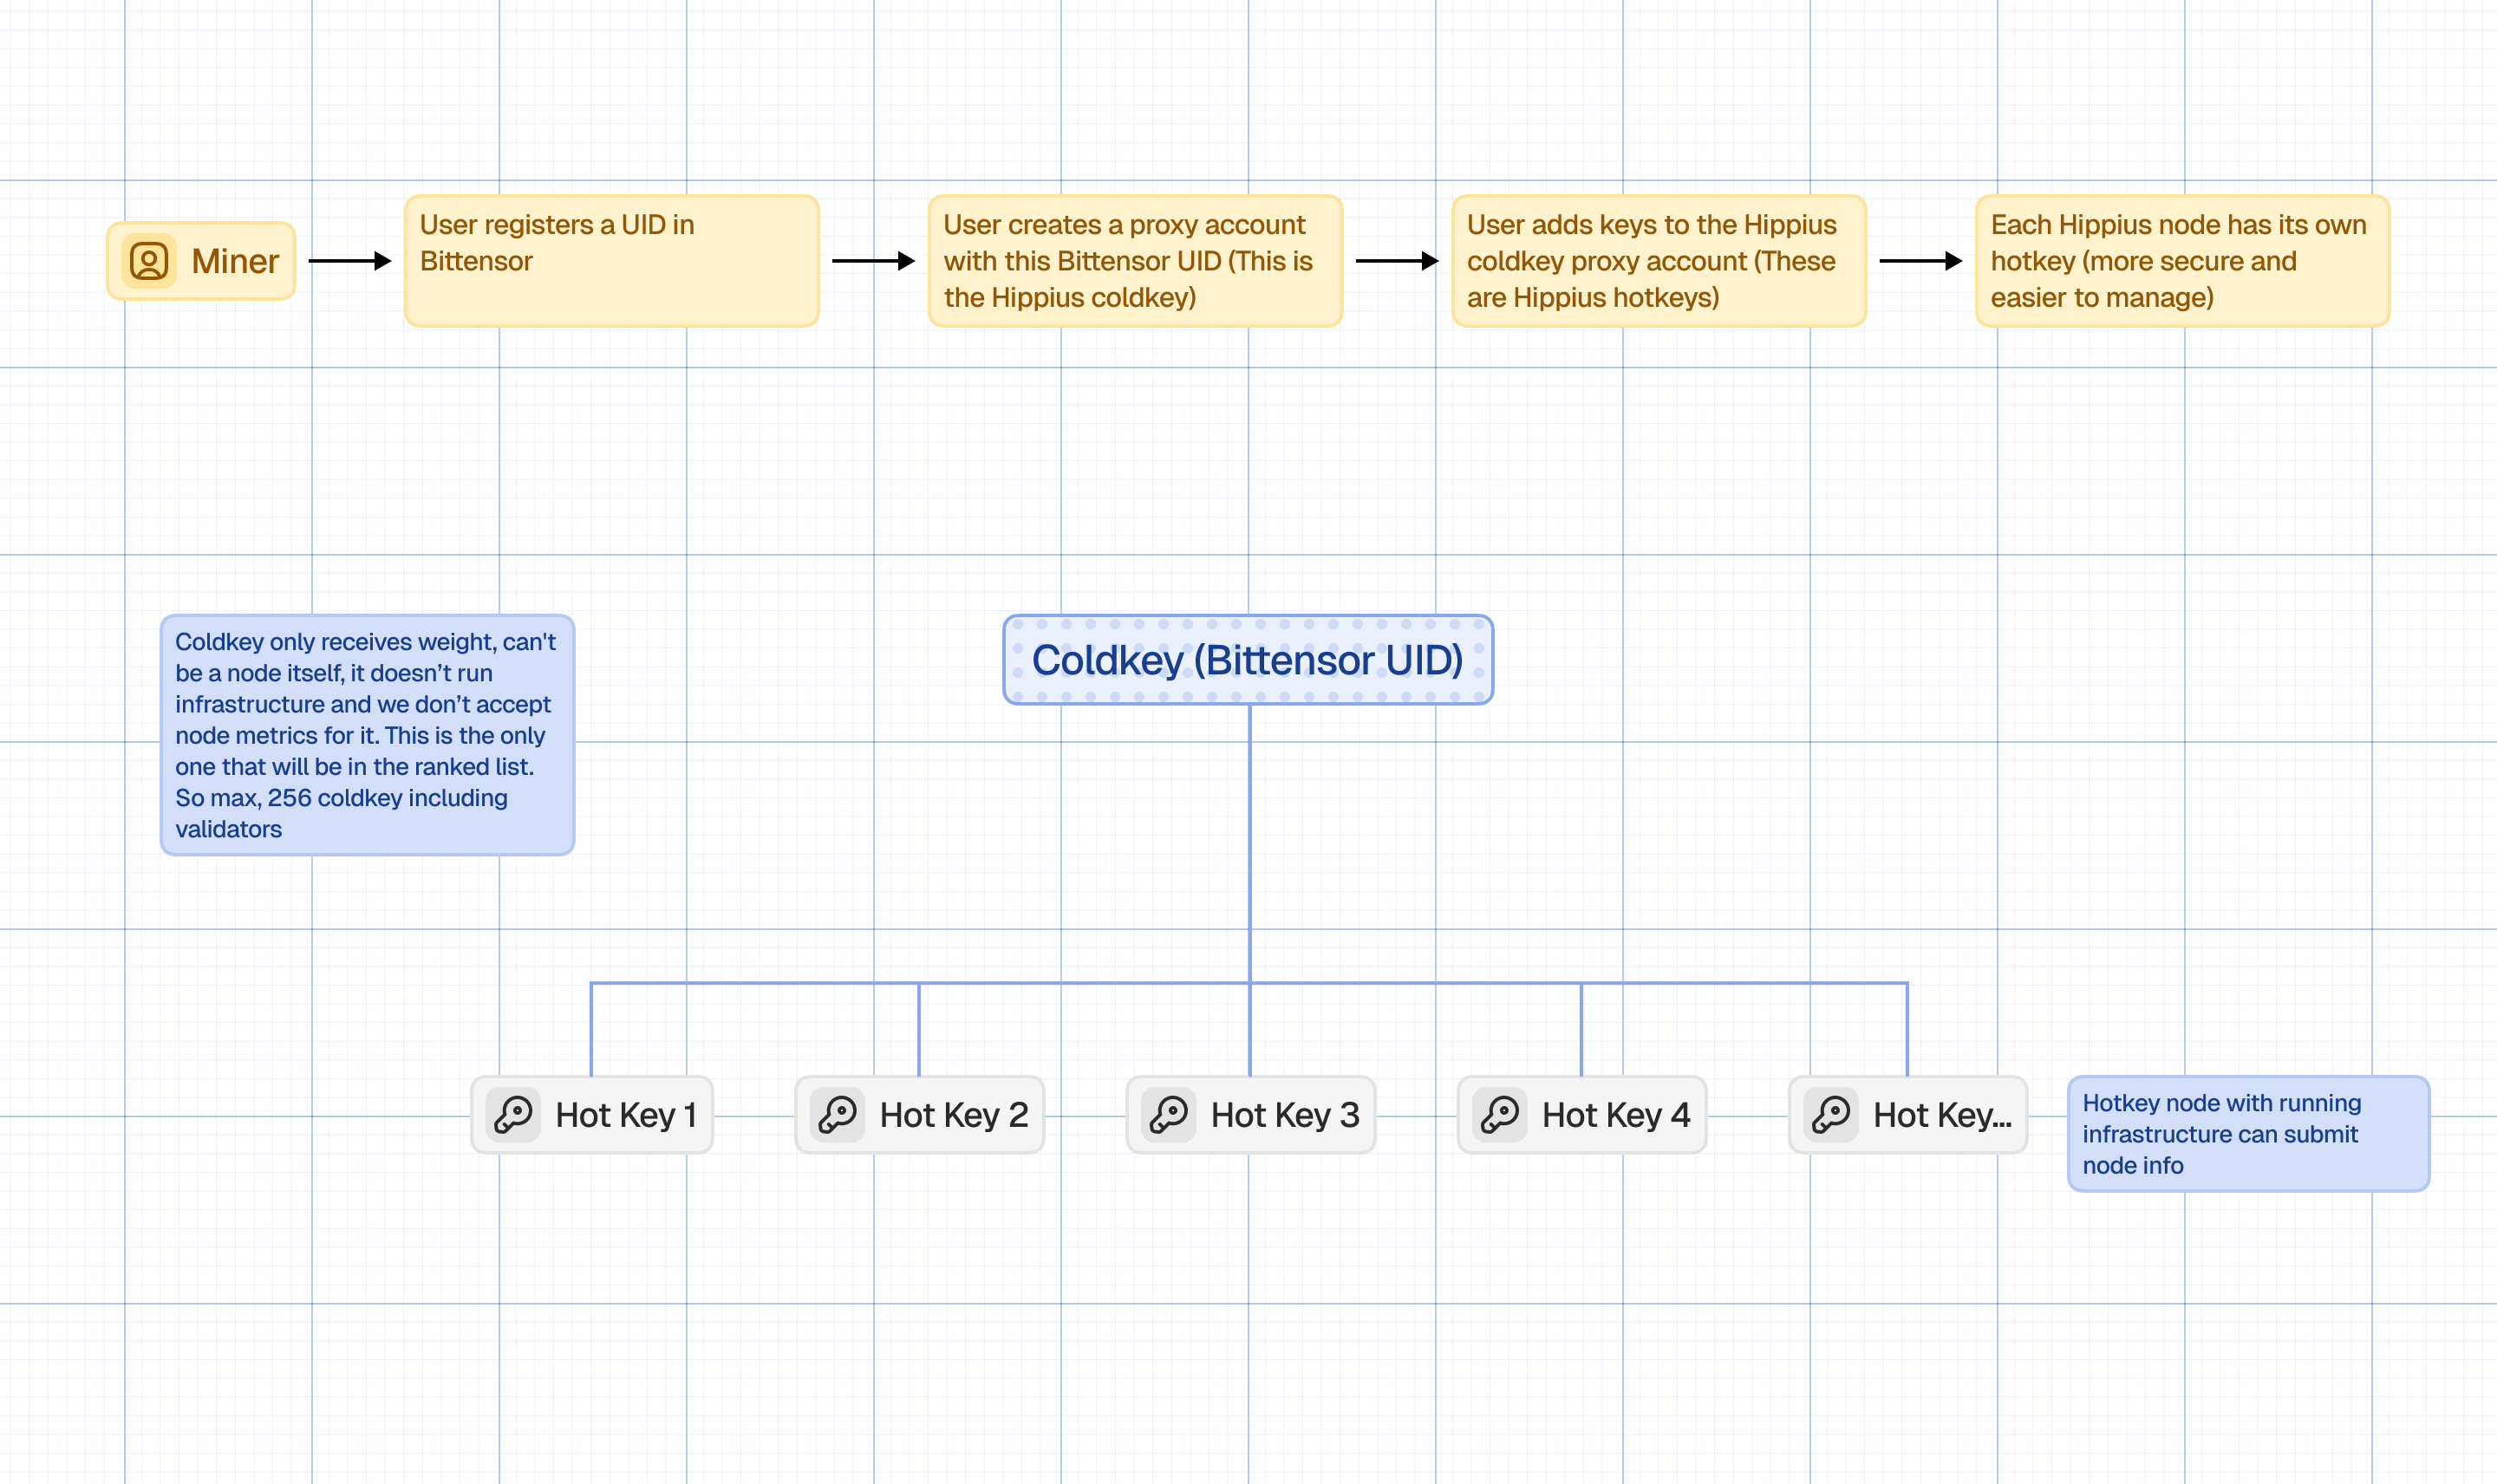 Miner
User registers a UID in
Bittensor
User creates a proxy account
with this Bittensor UID (This is
the Hippius coldkey)
User adds keys to the Hippius
coldkey proxy account (These
are Hippius hotkeys)
Each Hippius node has its own
hotkey (more secure and
easier to manage)
Coldkey only receives weight, can't
be a node itself, it doesn’t run
infrastructure and we don’t accept
node metrics for it. This is the only
one that will be in the ranked list.
So max, 256 coldkey including
validators
Coldkey (Bittensor UID)
Hot Key 1
Hot Key 2
Hot Key 3
Hot Key 4
Hot Key...
Hotkey node with running
infrastructure can submit
node info